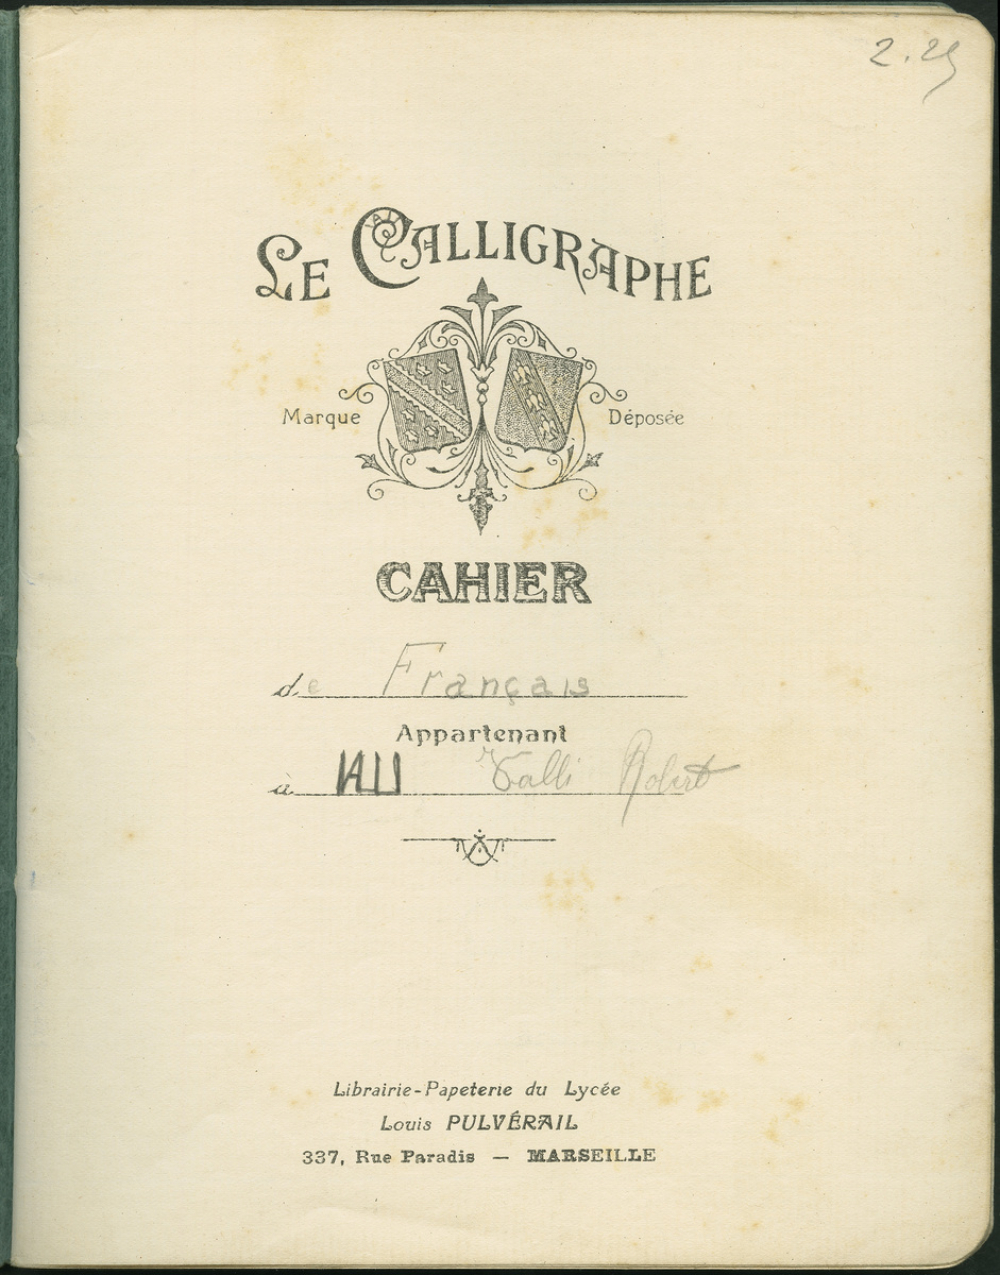 2.25
LE CALLIGRAPHE
Marque Déposée
CAHIER
de Français
Appartenant
à Valli Robert
Librairie-Papeterie du Lycée
Louis PULVÉRAIL
337, Rue Paradis — MARSEILLE